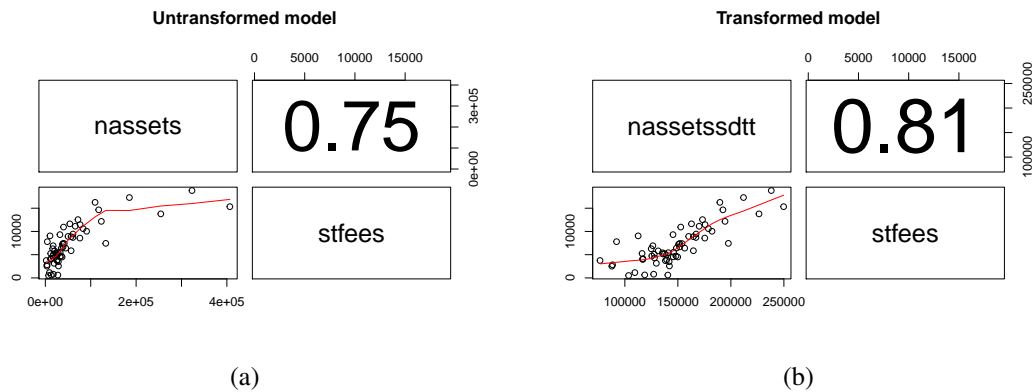 Untransformed model
0 5000 10000 15000
nassets
0.75
0e+00 3e+05
0 10000
stfees
0e+00 2e+05 4e+05
(a)
Transformed model
0 5000 10000 15000
nassetssdtt
0.81
100000 250000
0 10000
stfees
100000 150000 200000 250000
(b)